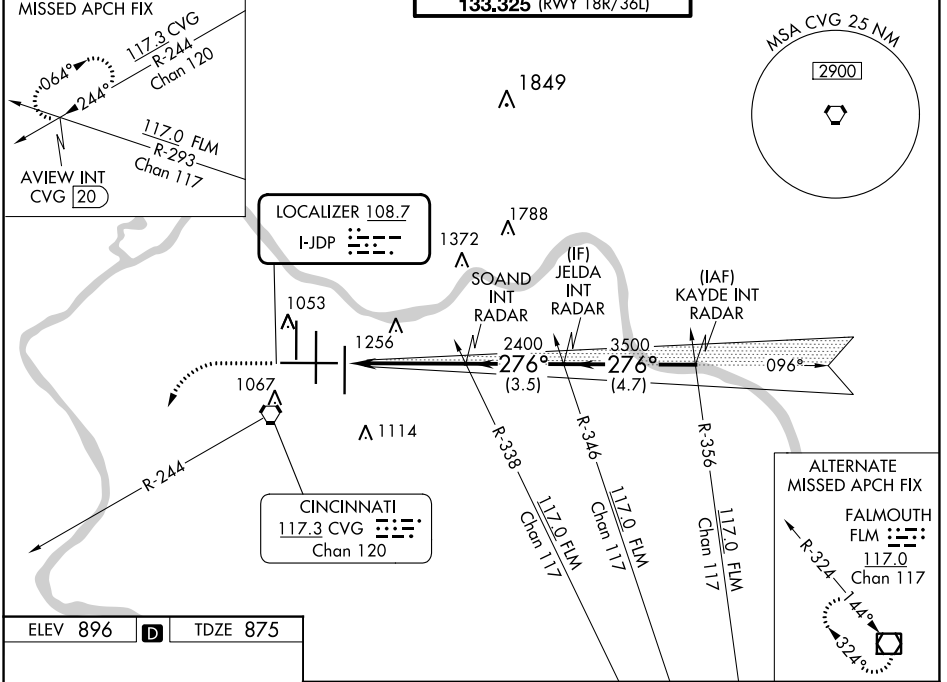 MISSED APCH FIX
117.3 CVG
R-244
Chan 120
064°
244°
117.0 FLM
R-293
Chan 117
AVIEW INT
CVG 20
133.325 (RWY 18R/36L)
MSA CVG 25 NM
2900
1849
LOCALIZER 108.7
I-JDP
1788
1372
1053
1256
1067
1114
SOAND
INT
RADAR
(IF)
JELDA
INT
RADAR
(IAF)
KAYDE INT
RADAR
2400
276°
(3.5)
3500
276°
(4.7)
096°
R-244
R-338
117.0 FLM
Chan 117
R-346
117.0 FLM
Chan 117
R-356
117.0 FLM
Chan 117
CINCINNATI
117.3 CVG
Chan 120
ALTERNATE
MISSED APCH FIX
FALMOUTH
FLM
117.0
Chan 117
R-324
144°
324°
ELEV 896 D TDZE 875